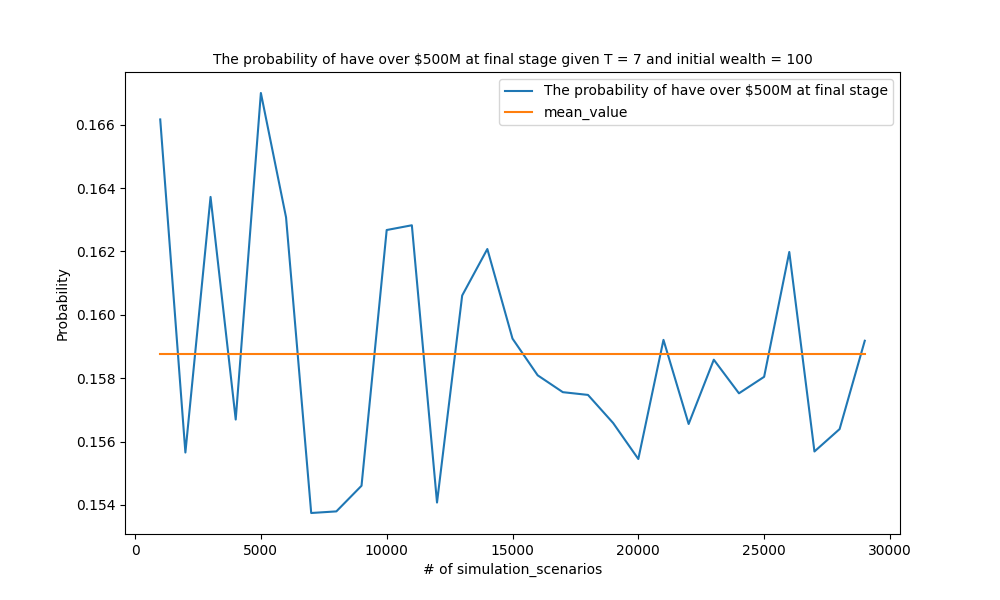 The probability of have over $500M at final stage given T = 7 and initial wealth = 100
The probability of have over $500M at final stage
mean_value
0.166
0.164
0.162
0.160
0.158
0.156
0.154
Probability
0 5000 10000 15000 20000 25000 30000
# of simulation_scenarios